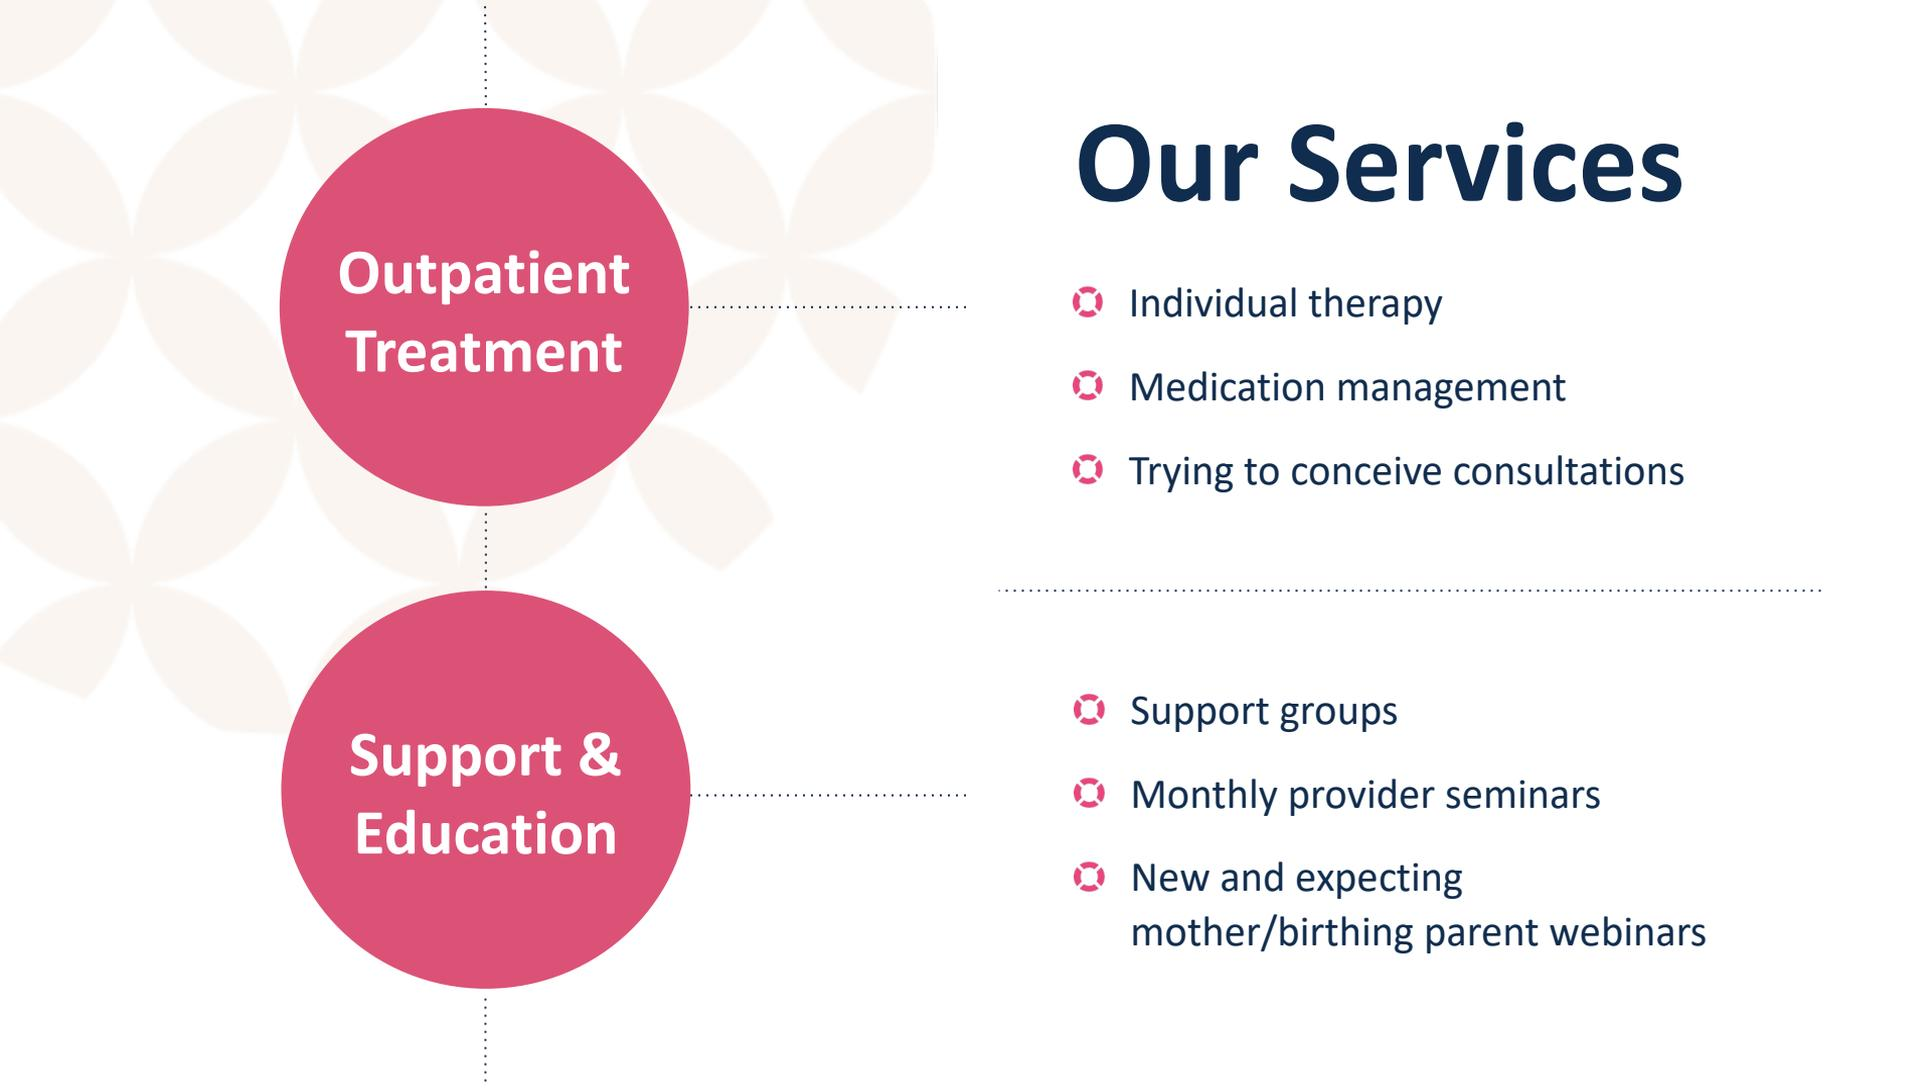 Our Services
Outpatient
Treatment
Individual therapy
Medication management
Trying to conceive consultations
Support &
Education
Support groups
Monthly provider seminars
New and expecting
mother/birthing parent webinars